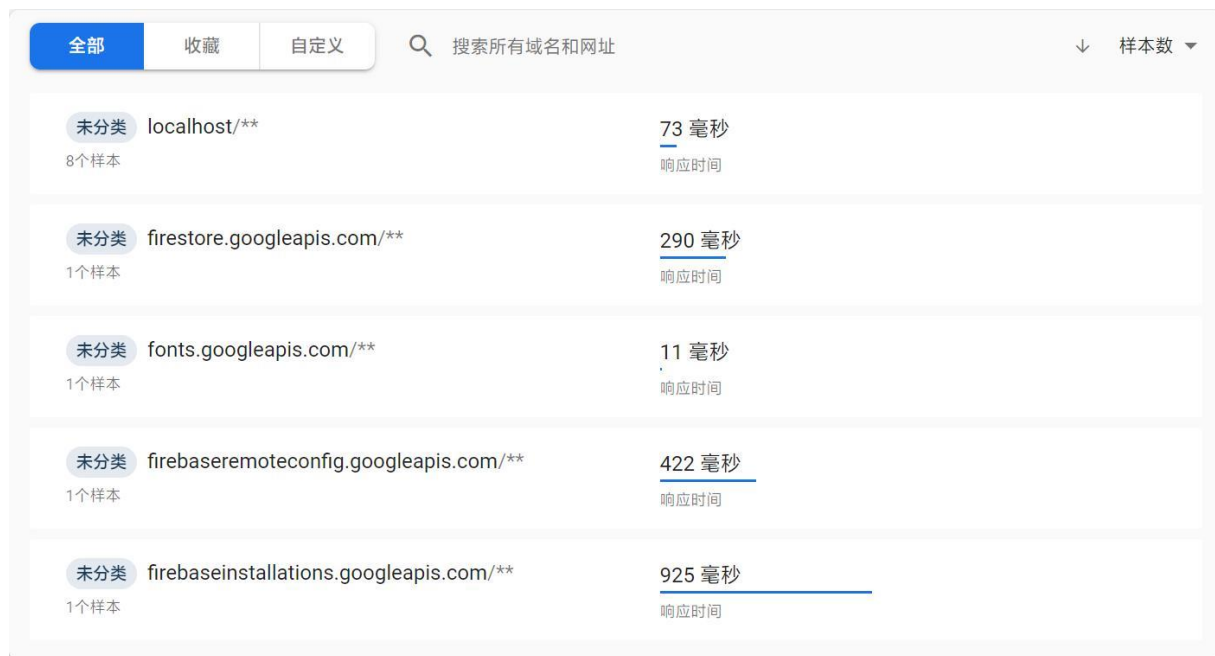 全部 收藏 自定义 搜索所有域名和网址 样本数
未分类 localhost/** 73 毫秒
8个样本 响应时间
未分类 firestore.googleapis.com/** 290 毫秒
1个样本 响应时间
未分类 fonts.googleapis.com/** 11 毫秒
1个样本 响应时间
未分类 firebaseremoteconfig.googleapis.com/** 422 毫秒
1个样本 响应时间
未分类 firebaseinstallations.googleapis.com/** 925 毫秒
1个样本 响应时间